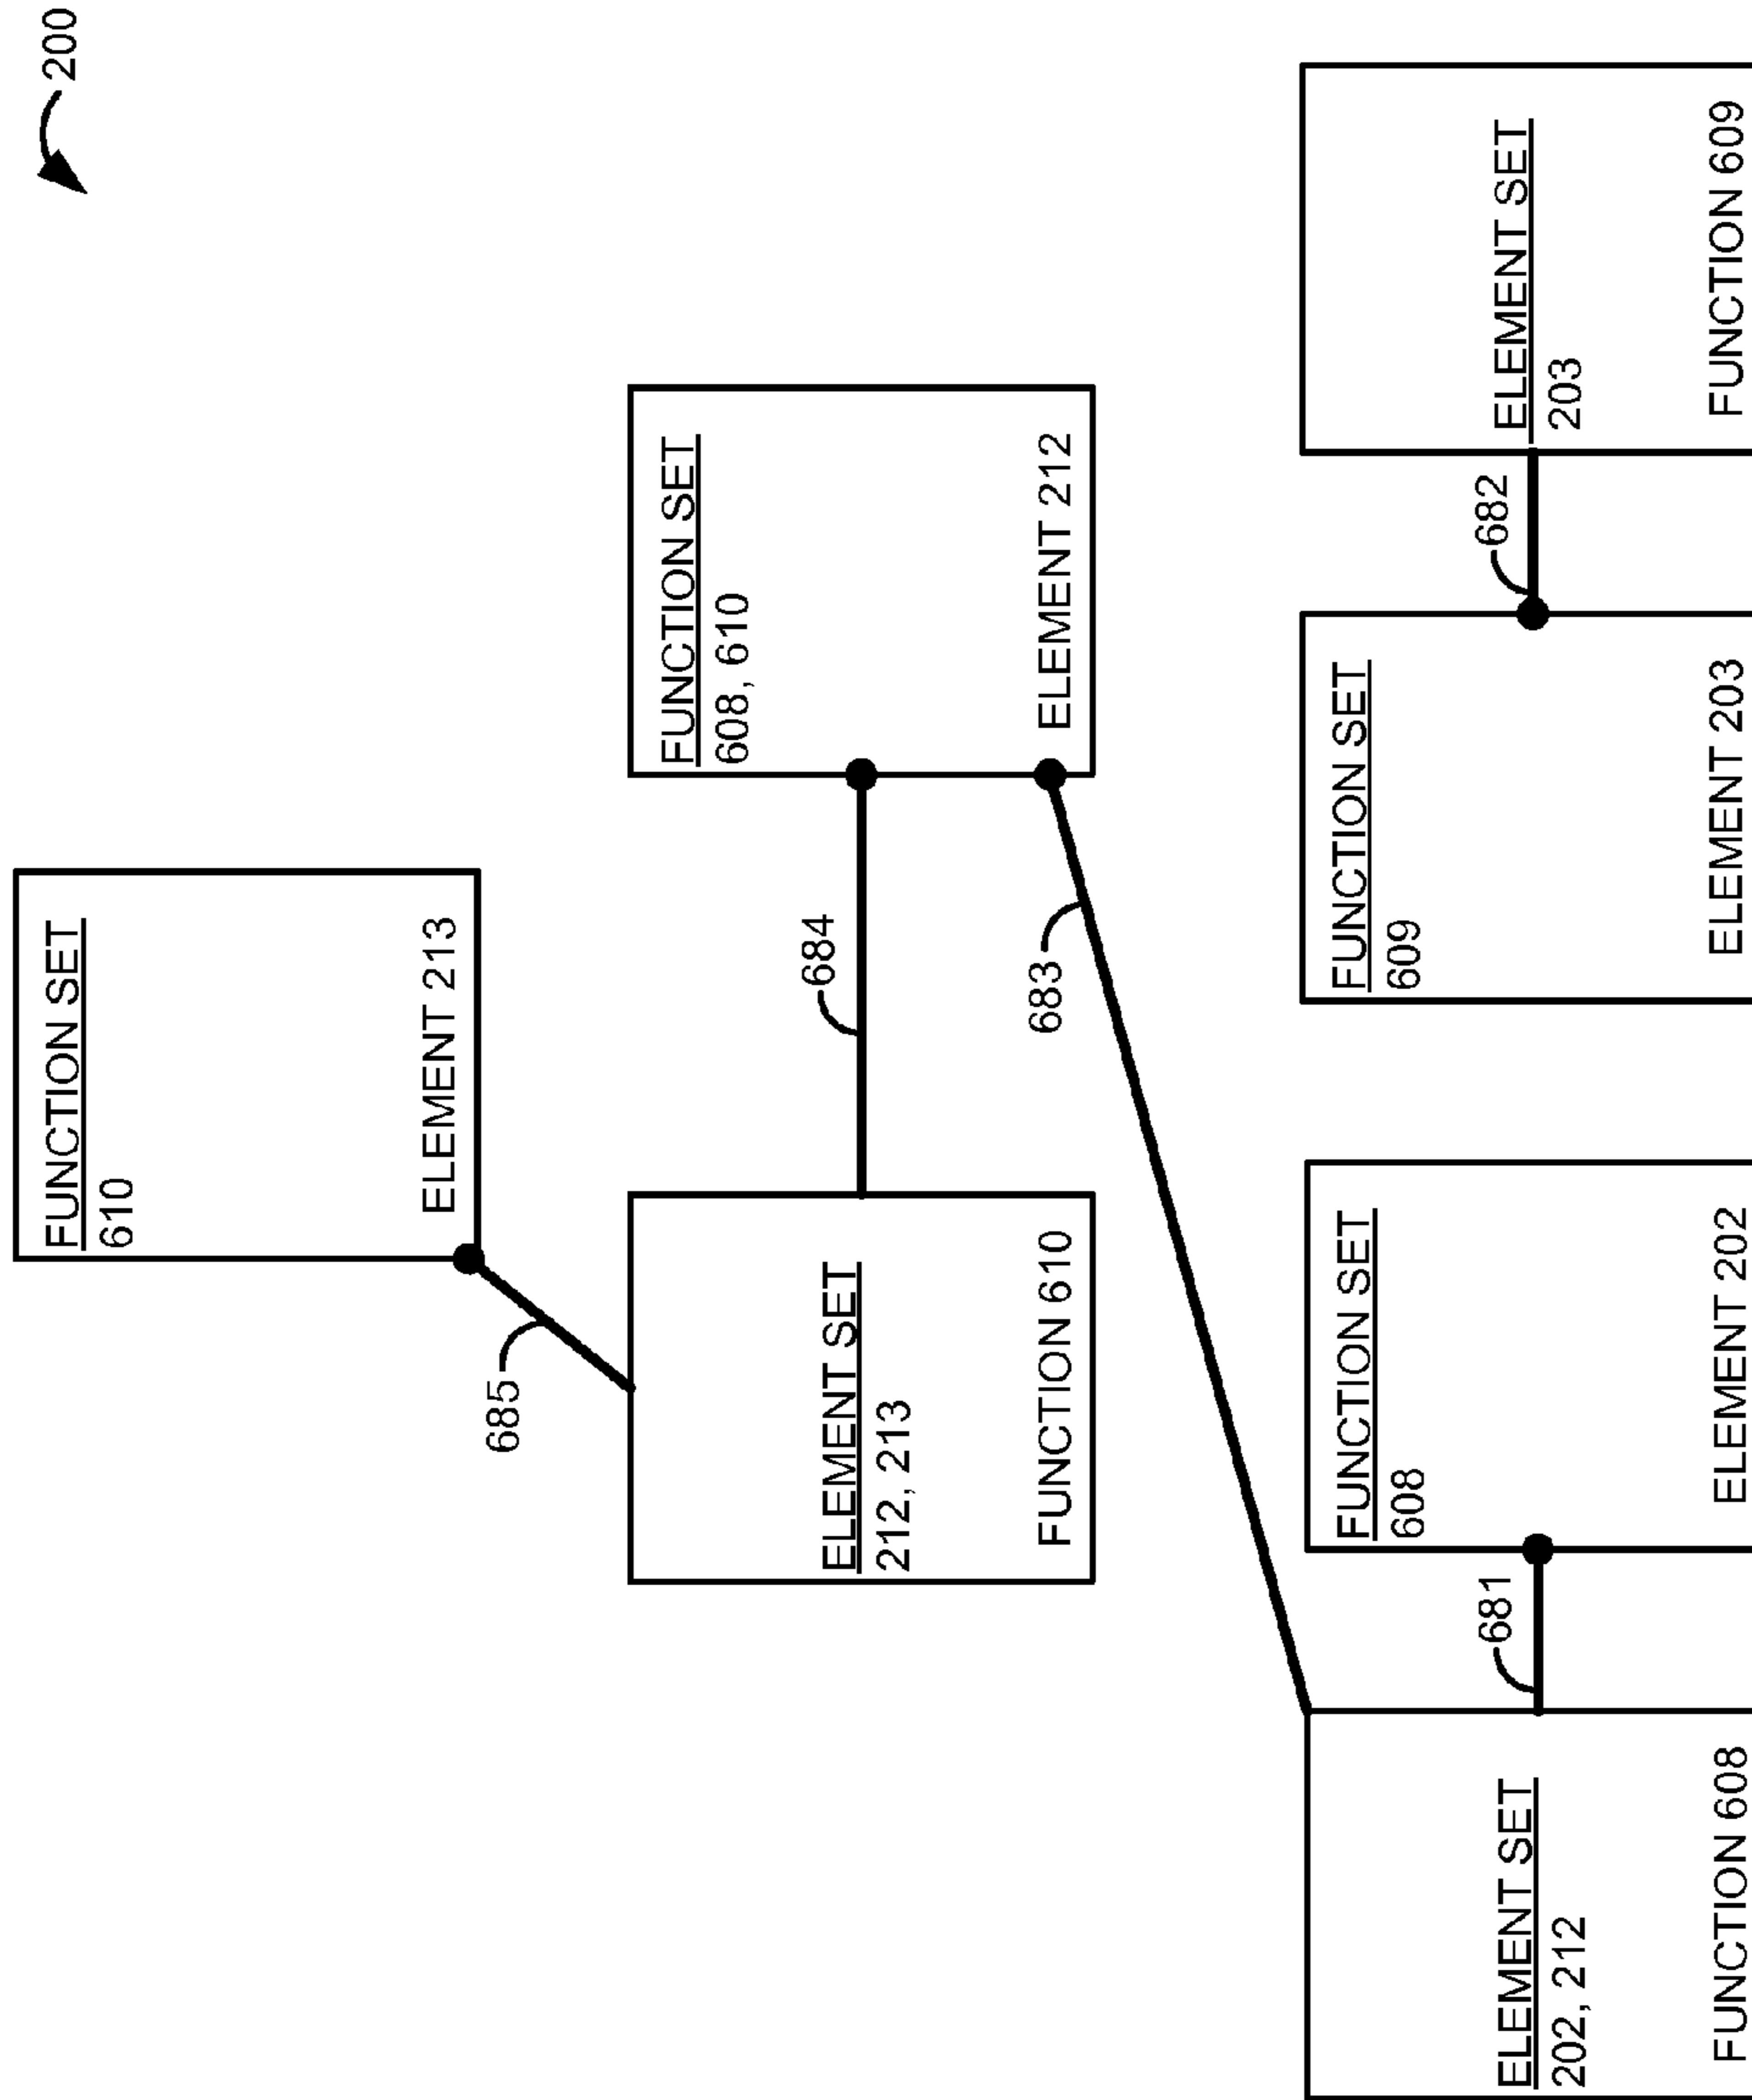 200
FUNCTION SET
610
ELEMENT 213
685
ELEMENT SET
212, 213
FUNCTION 610
684
FUNCTION SET
608, 610
ELEMENT 212
683
ELEMENT SET
202, 212
FUNCTION 608
681
FUNCTION SET
608
ELEMENT 202
FUNCTION SET
609
ELEMENT 203
682
ELEMENT SET
203
FUNCTION 609